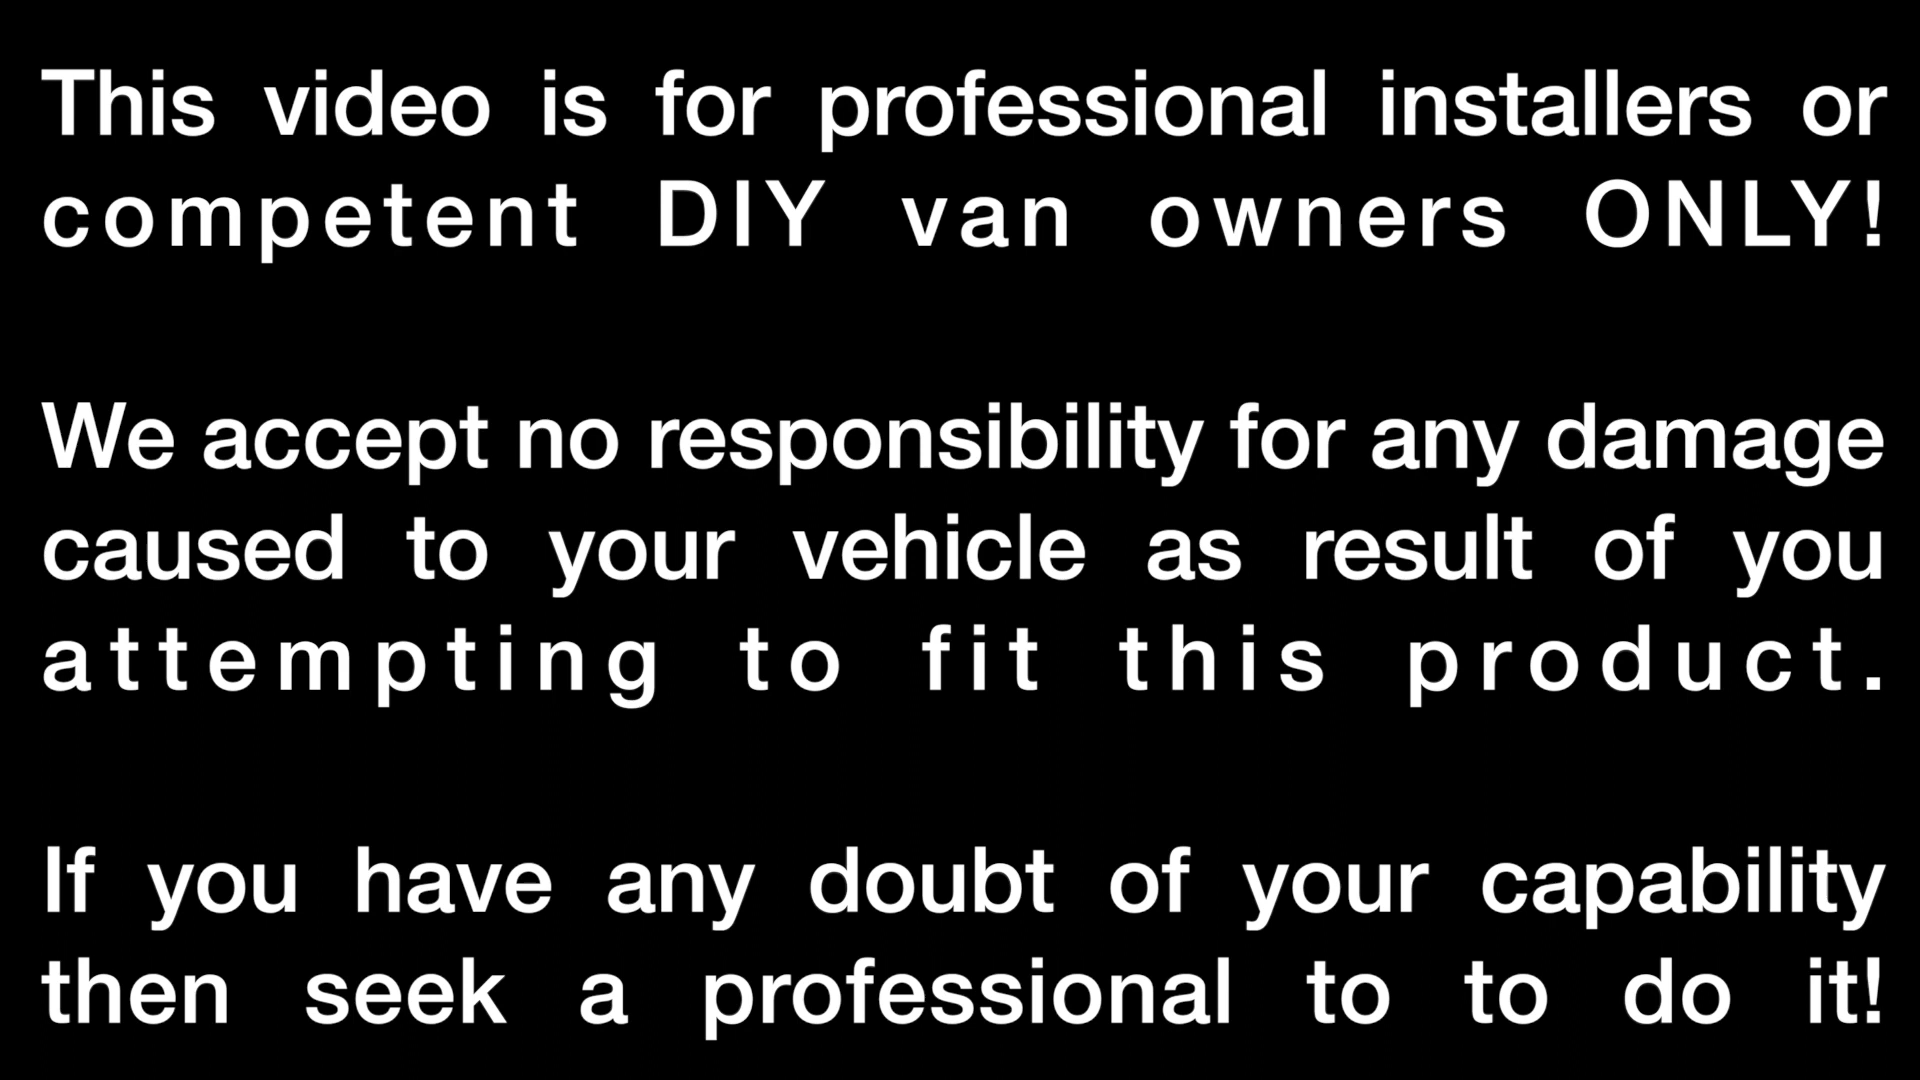 This video is for professional installers or
competent DIY van owners ONLY!
We accept no responsibility for any damage
caused to your vehicle as result of you
attempting to fit this product.
If you have any doubt of your capability
then seek a professional to to do it!